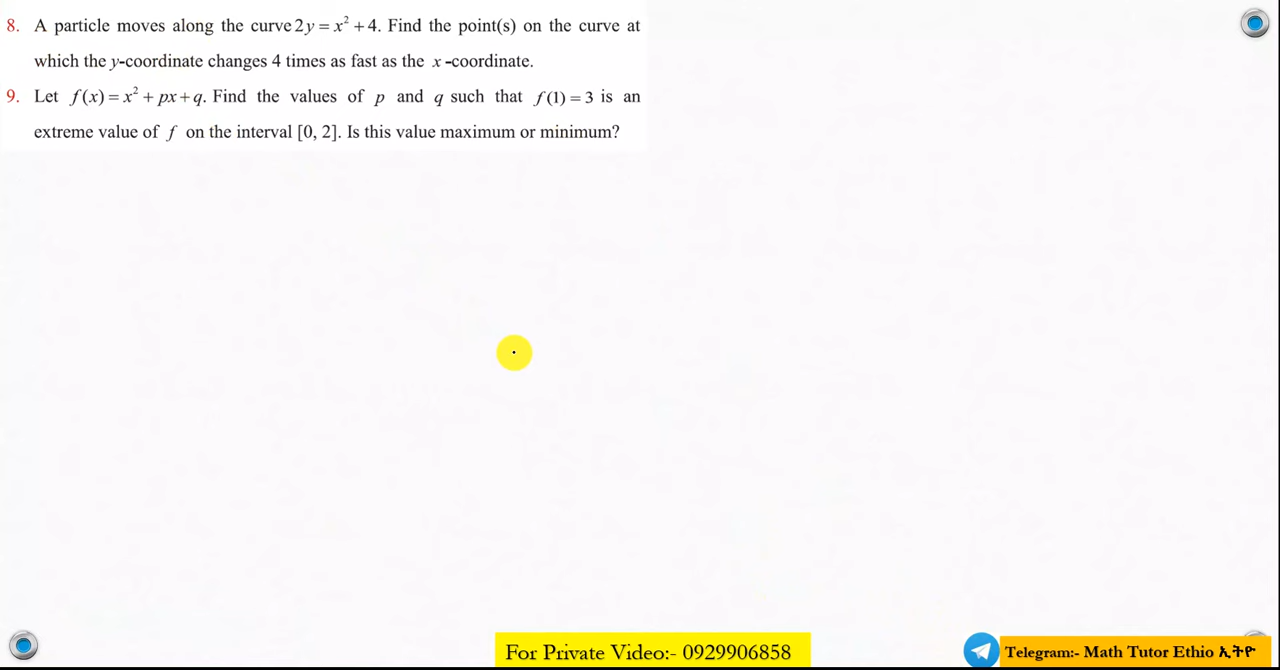 8. A particle moves along the curve 2y = x² + 4. Find the point(s) on the curve at
which the y-coordinate changes 4 times as fast as the x-coordinate.
9. Let f(x) = x² + px + q. Find the values of p and q such that f(1) = 3 is an
extreme value of f on the interval [0, 2]. Is this value maximum or minimum?
For Private Video:- 0929906858
Telegram:- Math Tutor Ethio ኢትዮ